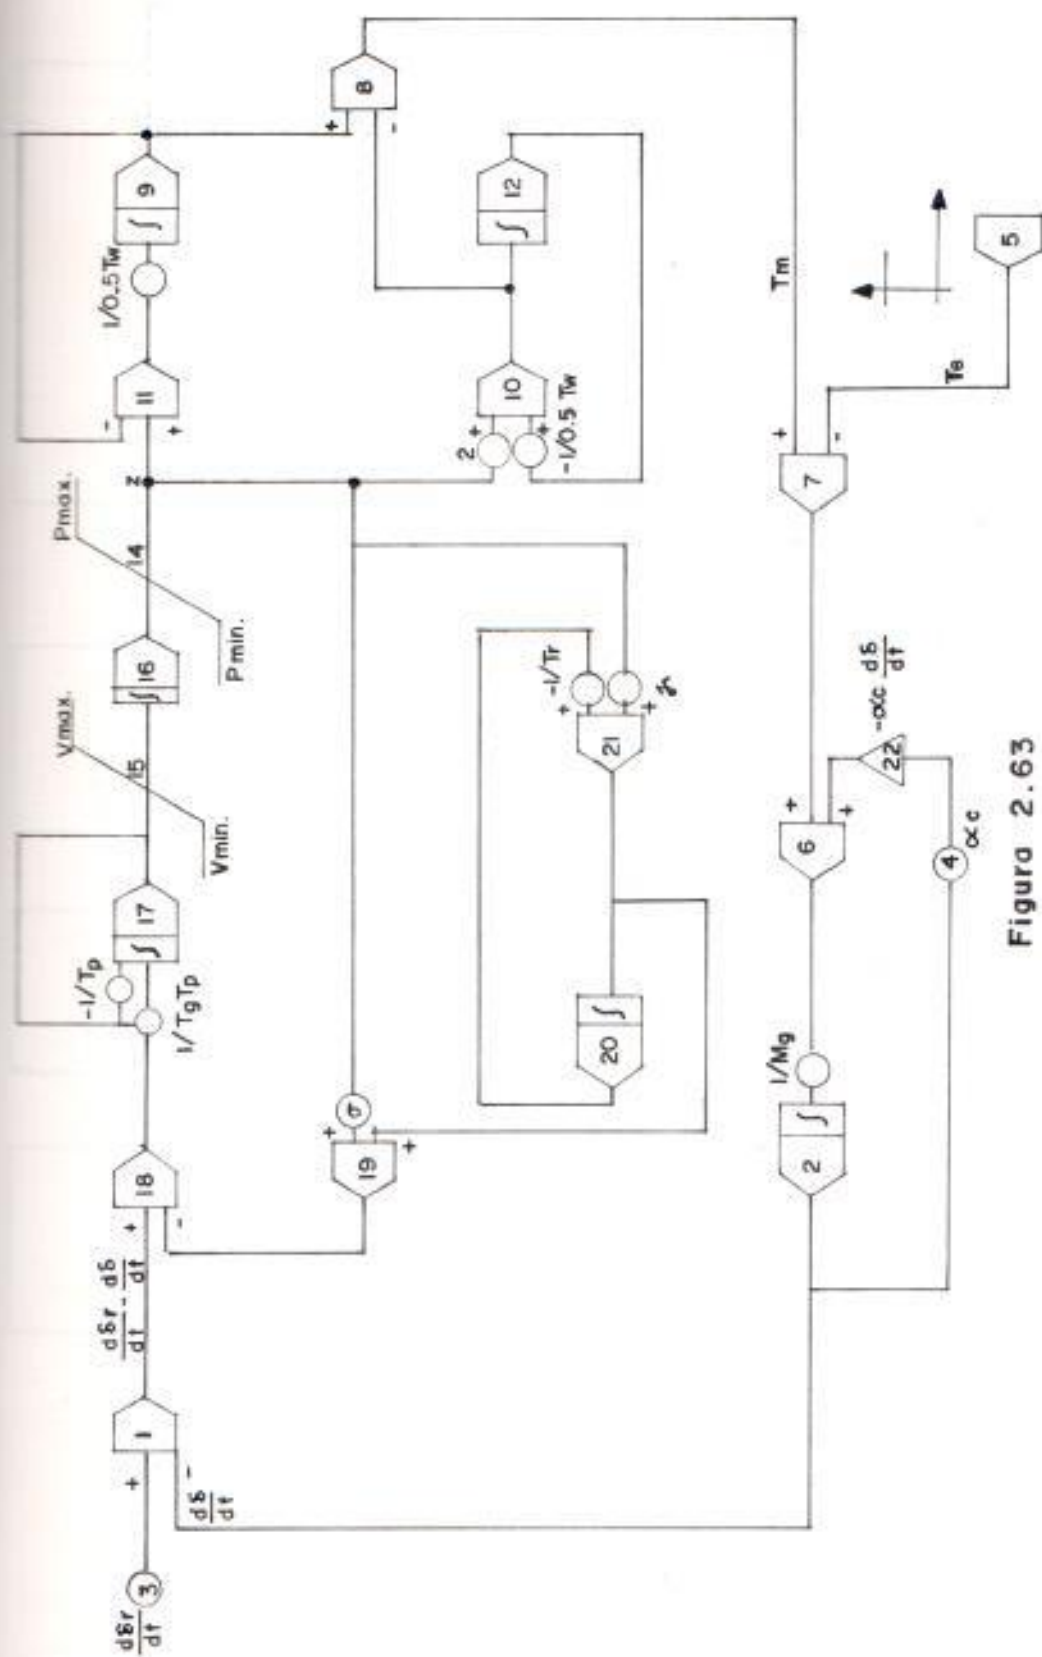 dδr
dt
3
+
-
dδ
dt
1
dδr - dδ
dt dt
+
-
18
-1/Tp
1/TgTp
∫
17
Vmax.
15
Vmin.
∫
16
Pmax.
14
Pmin.
z
-
+
11
1/0.5Tw
∫
9
+
-
8
2
+
+
-1/0.5 Tw
10
∫
12
σ
+
+
19
20
∫
21
+
-1/Tr
+
Tm
+
-
7
Te
5
+
+
6
22
-αc dδ
dt
4
αc
1/Mg
∫
2
Figura 2.63